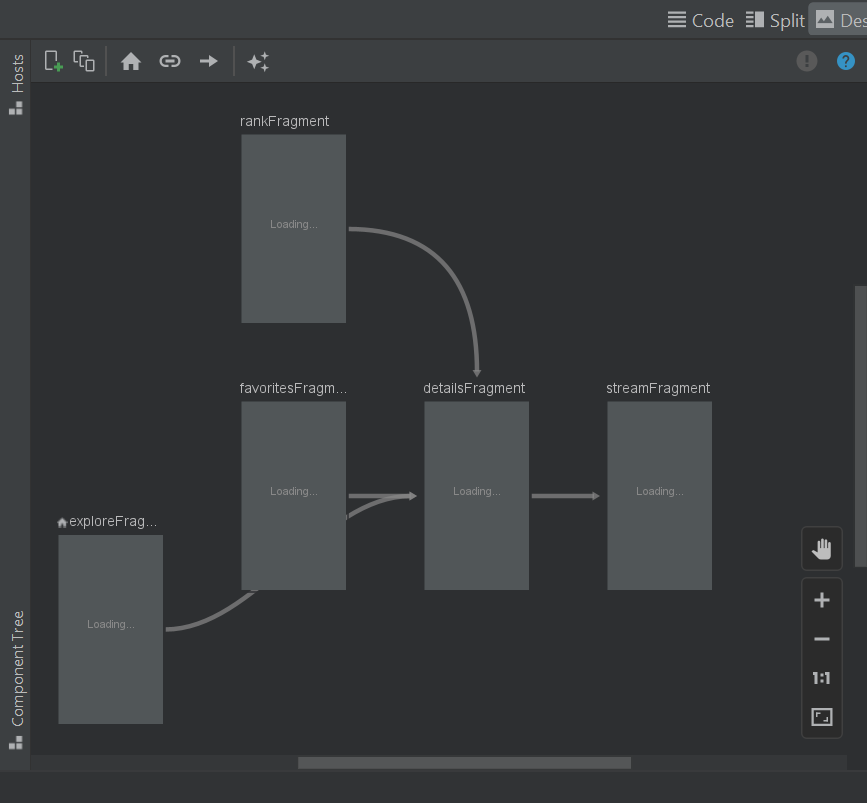 Code
Split
Des
Hosts
rankFragment
Loading...
favoritesFragm...
detailsFragment
streamFragment
Loading...
Loading...
Loading...
exploreFrag...
Loading...
Component Tree
1:1